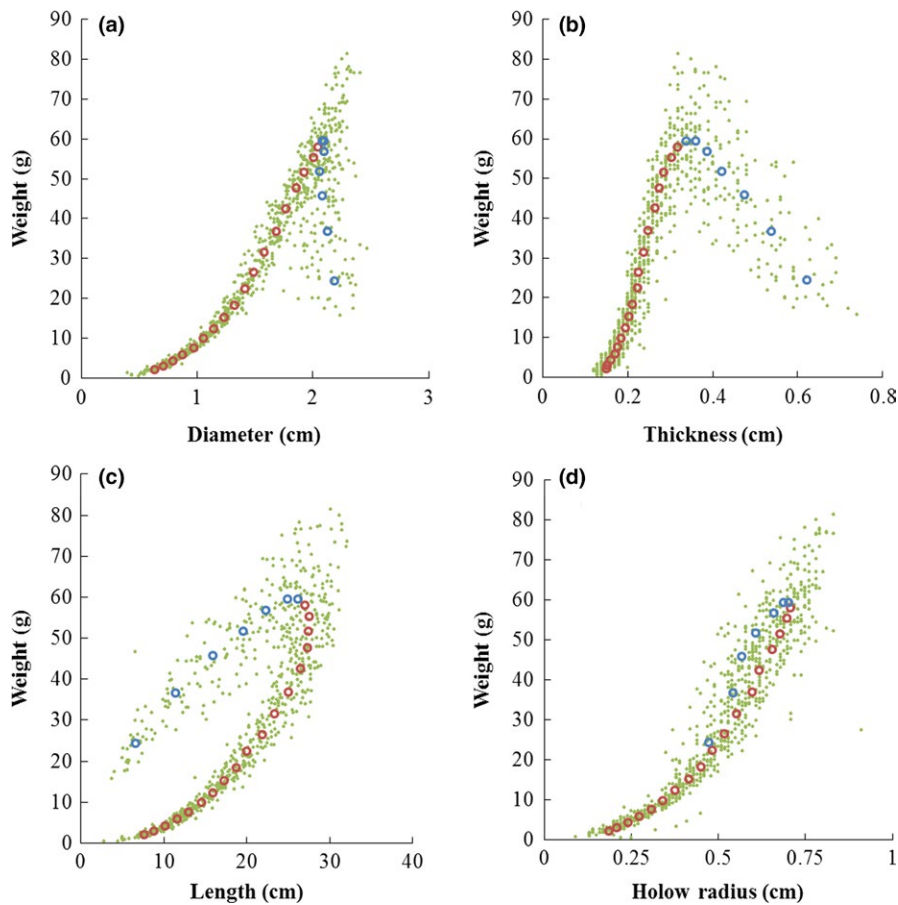 (a)
90
80
70
60
50
40
30
20
10
0
Weight (g)
0 1 2 3
Diameter (cm)
(b)
90
80
70
60
50
40
30
20
10
0
Weight (g)
0 0.2 0.4 0.6 0.8
Thickness (cm)
(c)
90
80
70
60
50
40
30
20
10
0
Weight (g)
0 10 20 30 40
Length (cm)
(d)
90
80
70
60
50
40
30
20
10
0
Weight (g)
0 0.25 0.5 0.75 1
Holow radius (cm)